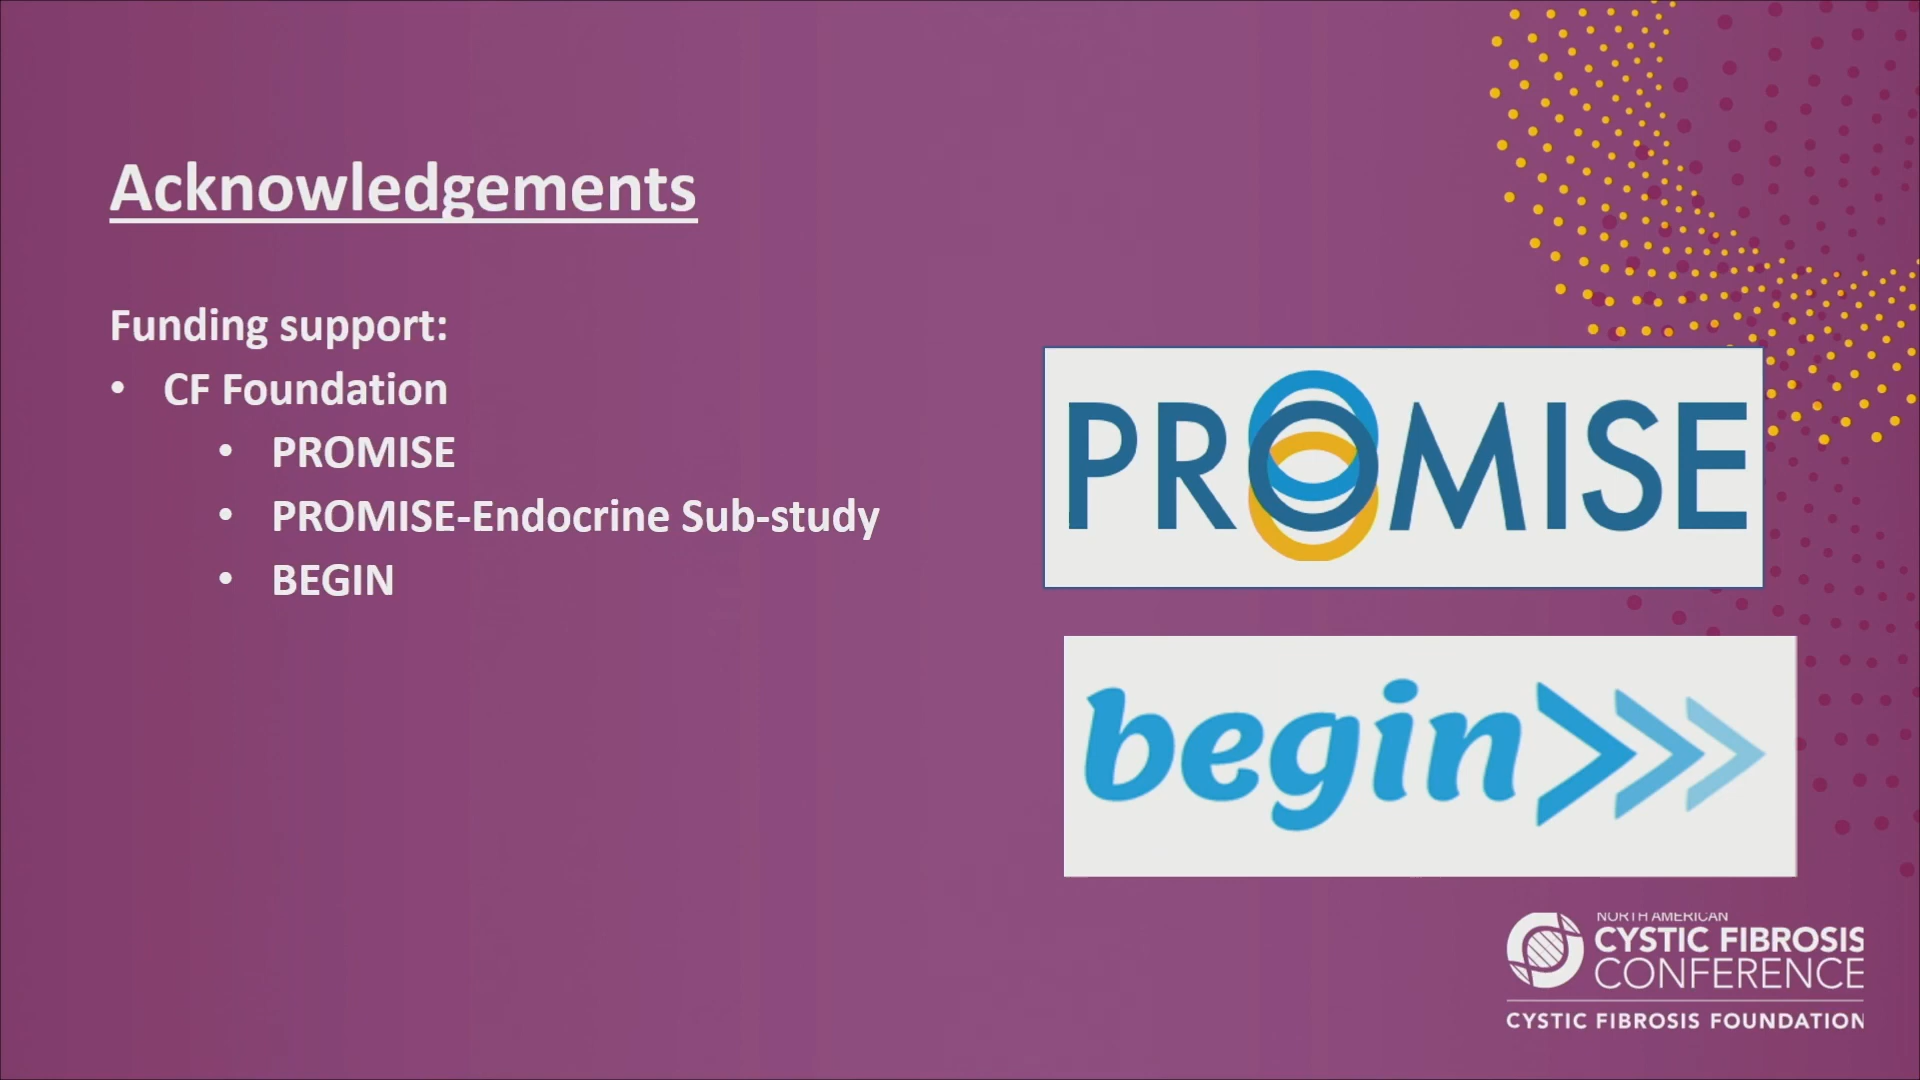 Acknowledgements
Funding support:
• CF Foundation
• PROMISE
• PROMISE-Endocrine Sub-study
• BEGIN
PROMISE
begin
NORTH AMERICAN
CYSTIC FIBROSIS
CONFERENCE
CYSTIC FIBROSIS FOUNDATION